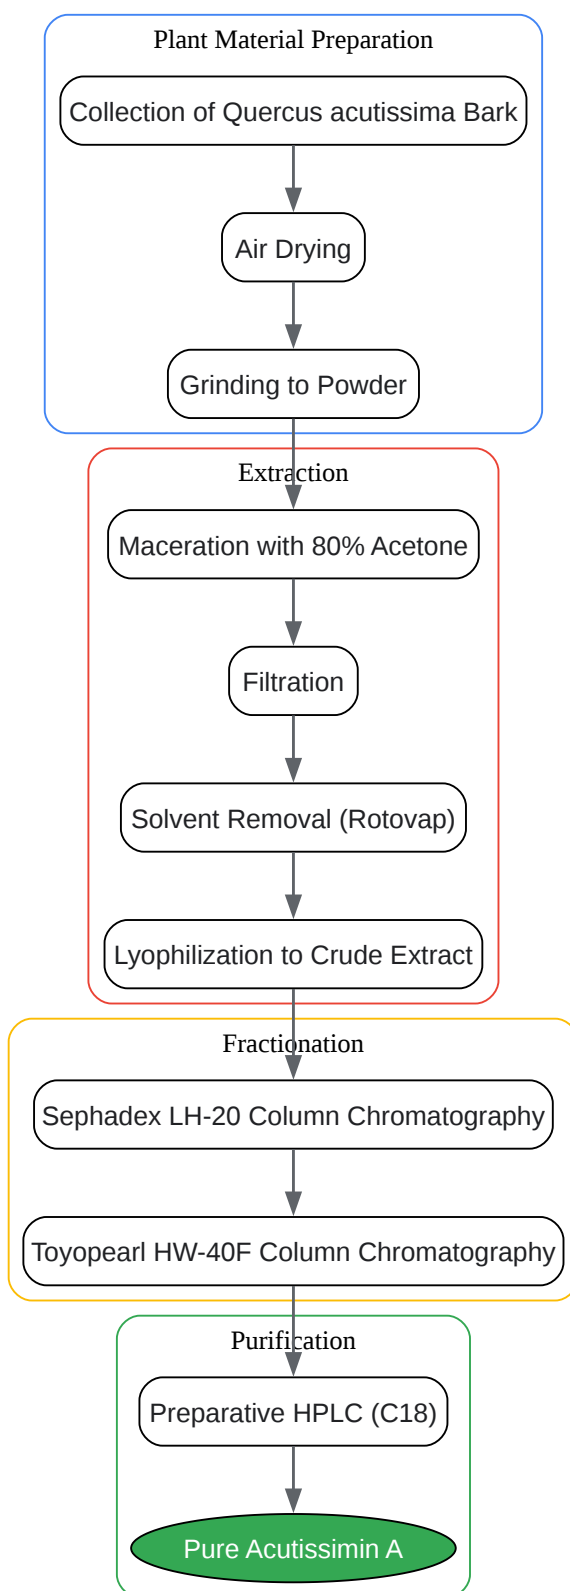 Plant Material Preparation
Collection of Quercus acutissima Bark
Air Drying
Grinding to Powder
Extraction
Maceration with 80% Acetone
Filtration
Solvent Removal (Rotovap)
Lyophilization to Crude Extract
Fractionation
Sephadex LH-20 Column Chromatography
Toyopearl HW-40F Column Chromatography
Purification
Preparative HPLC (C18)
Pure Acutissimin A